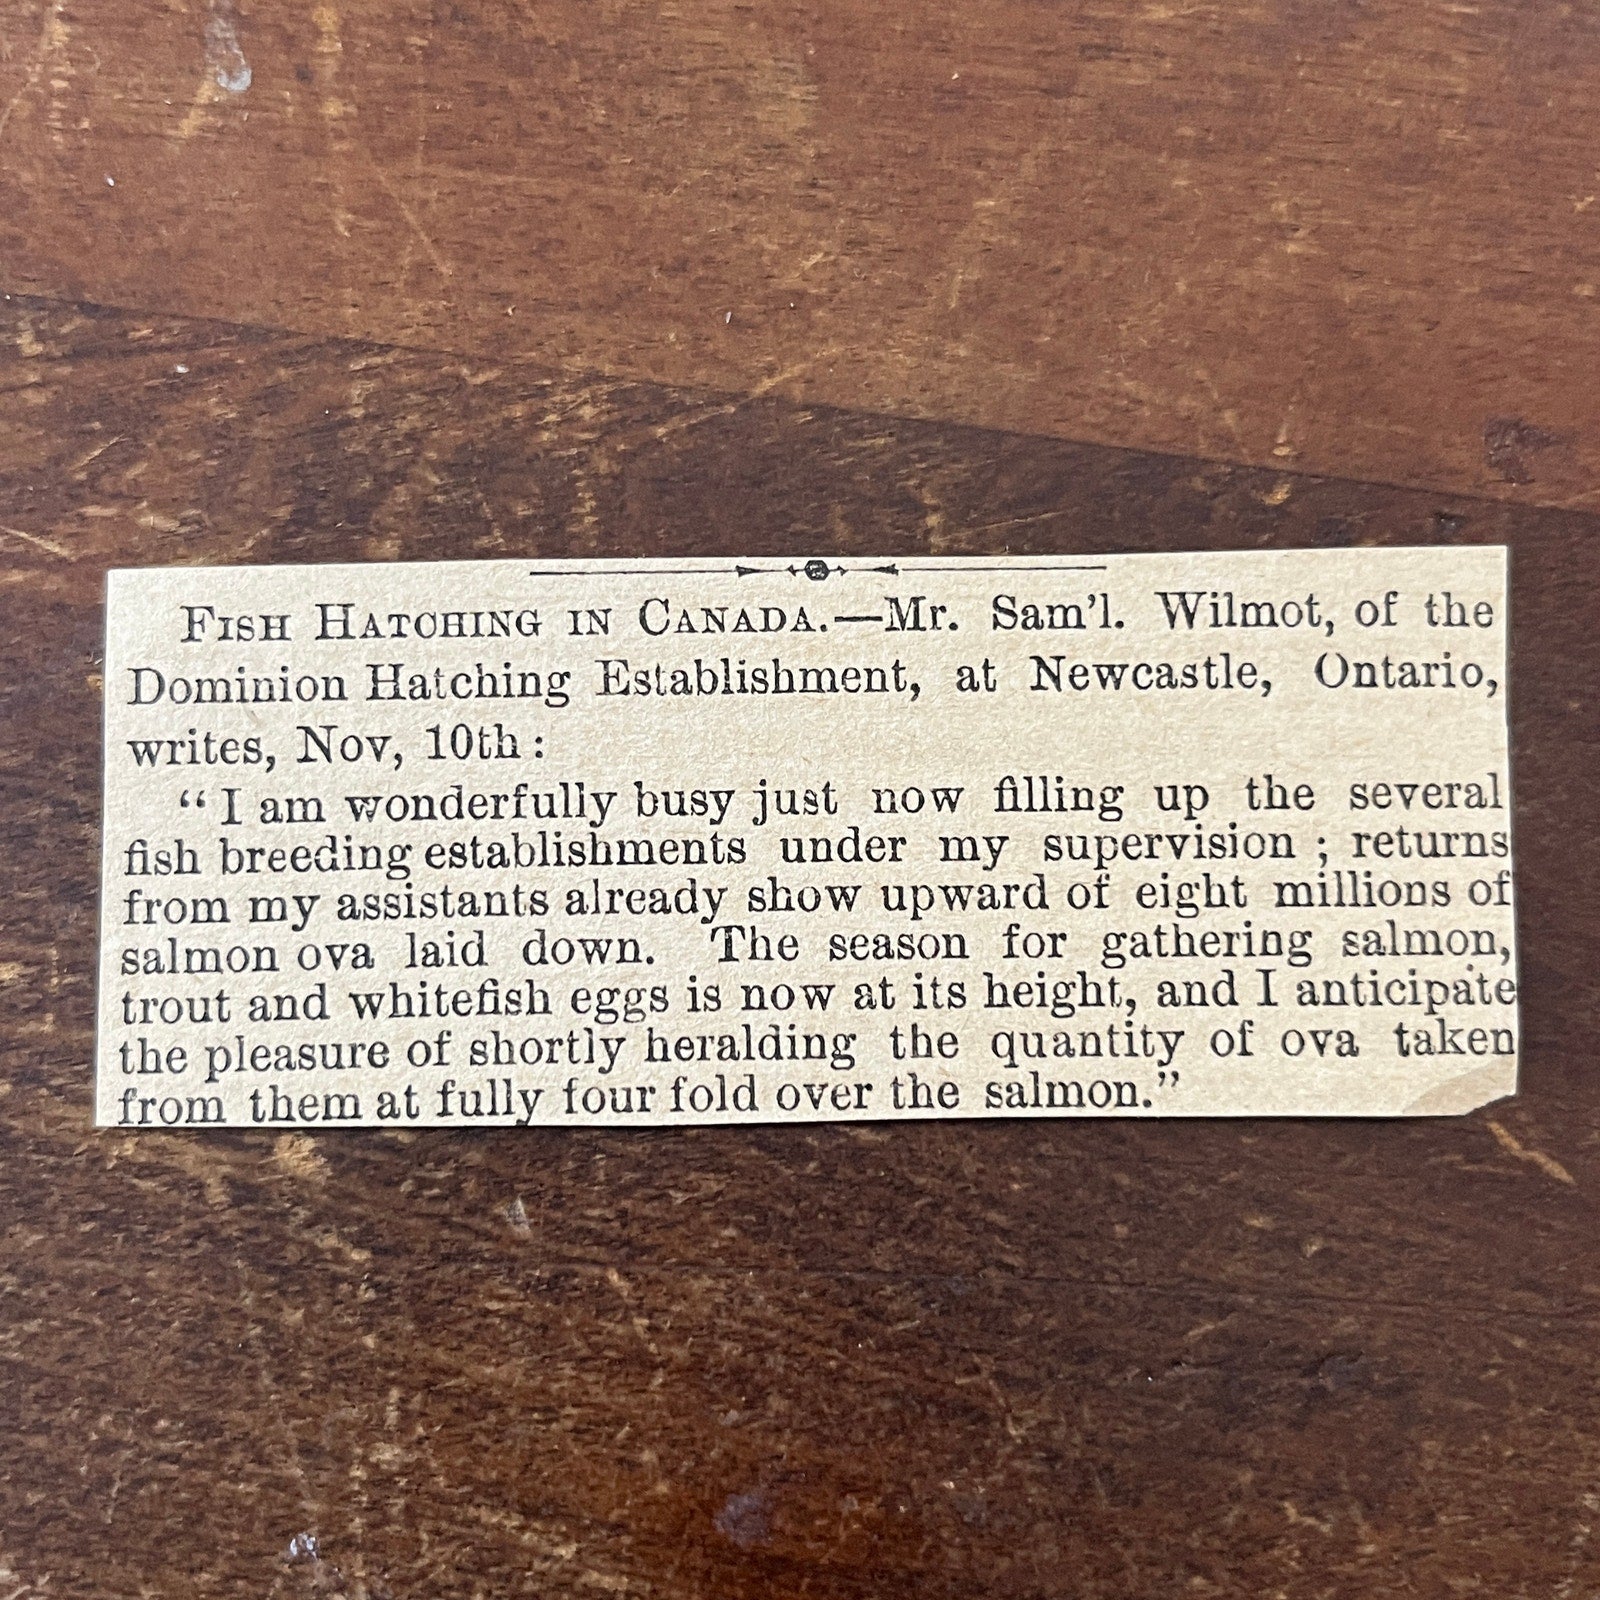 FISH HATCHING IN CANADA.—Mr. Sam'l. Wilmot, of the
Dominion Hatching Establishment, at Newcastle, Ontario,
writes, Nov, 10th:
“I am wonderfully busy just now filling up the several
fish breeding establishments under my supervision ; returns
from my assistants already show upward of eight millions of
salmon ova laid down. The season for gathering salmon,
trout and whitefish eggs is now at its height, and I anticipate
the pleasure of shortly heralding the quantity of ova taken
from them at fully four fold over the salmon.”